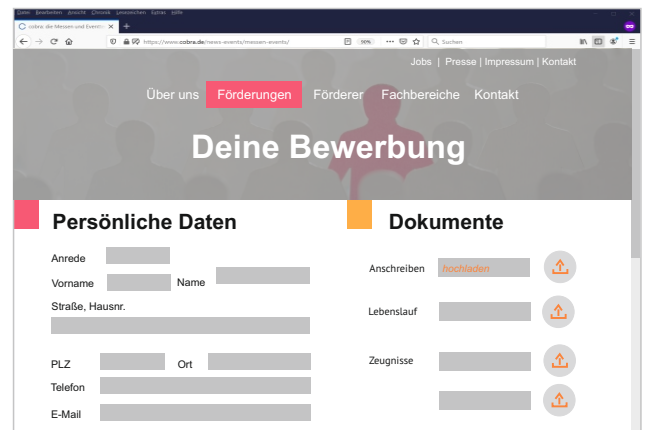 Datei Bearbeiten Ansicht Chronik Lesezeichen Extras Hilfe
cobra: die Messen und Events
https://www.cobra.de/news-events/messen-events/
90%
Suchen
Jobs | Presse | Impressum | Kontakt
Über uns Förderungen Förderer Fachbereiche Kontakt
Deine Bewerbung
Persönliche Daten
Anrede
Vorname Name
Straße, Hausnr.
PLZ Ort
Telefon
E-Mail
Dokumente
Anschreiben hochladen
Lebenslauf
Zeugnisse